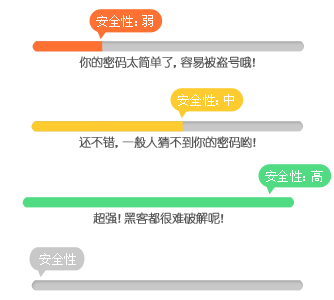 安全性: 弱
你的密码太简单了, 容易被盗号哦!
安全性: 中
还不错, 一般人猜不到你的密码哟!
安全性: 高
超强! 黑客都很难破解呢!
安全性